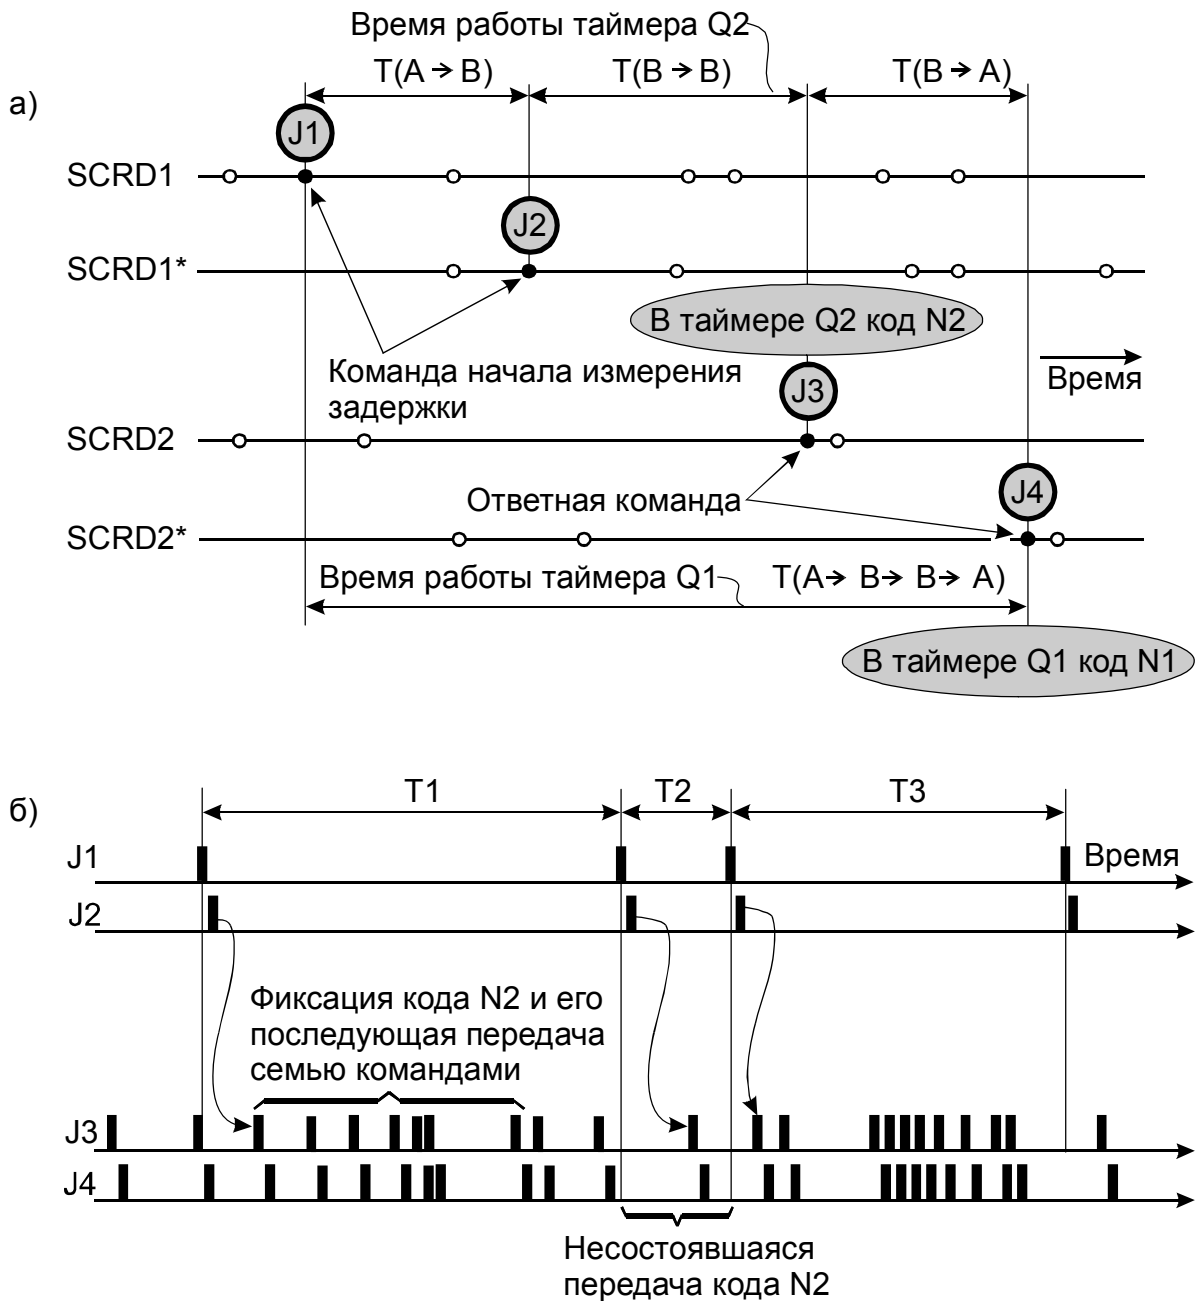 Время работы таймера Q2
T(A → B)
T(B → B)
T(B → A)
а)
J1
SCRD1
J2
SCRD1*
В таймере Q2 код N2
Команда начала измерения
задержки
Время
J3
SCRD2
Ответная команда
J4
SCRD2*
Время работы таймера Q1
T(A→ B→ B→ A)
В таймере Q1 код N1
б)
T1
T2
T3
J1
Время
J2
Фиксация кода N2 и его
последующая передача
семью командами
J3
J4
Несостоявшаяся
передача кода N2